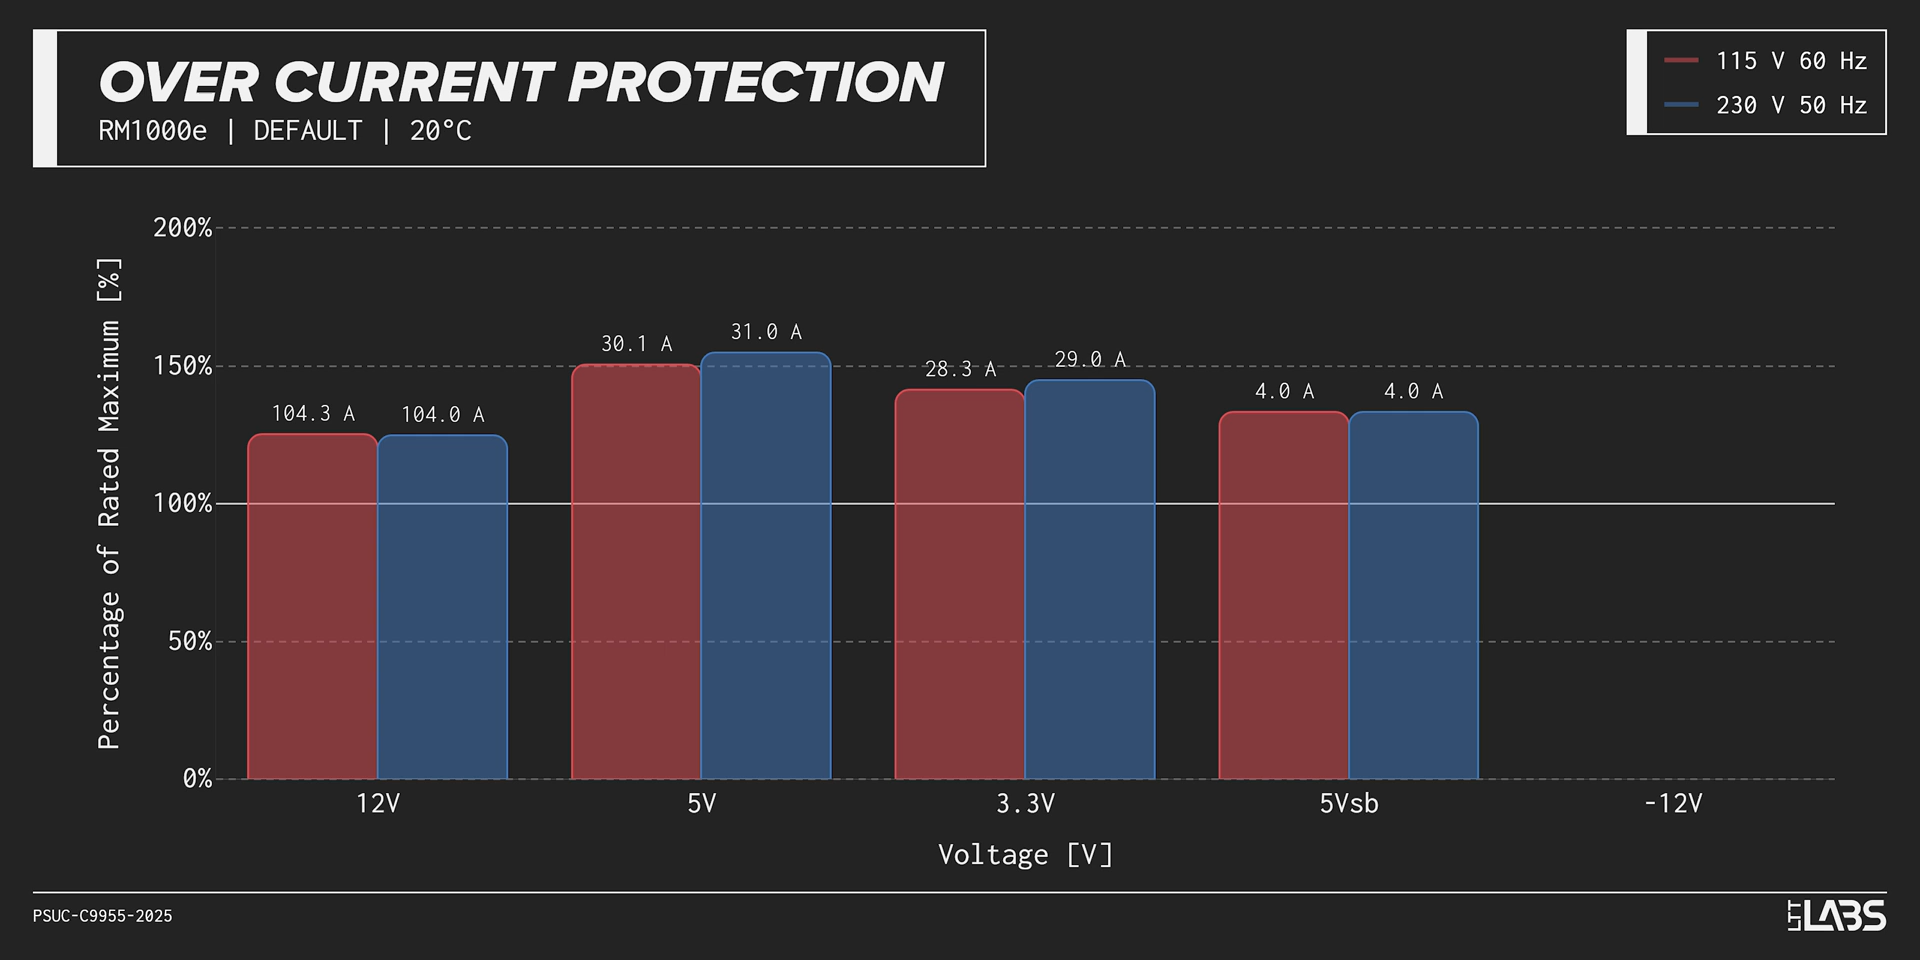 OVER CURRENT PROTECTION
RM1000e | DEFAULT | 20°C
115 V 60 Hz
230 V 50 Hz
Percentage of Rated Maximum [%]
200%
150%
100%
50%
0%
104.3 A
104.0 A
30.1 A
31.0 A
28.3 A
29.0 A
4.0 A
4.0 A
12V
5V
3.3V
5Vsb
-12V
Voltage [V]
PSUC-C9955-2025
LTT LABS